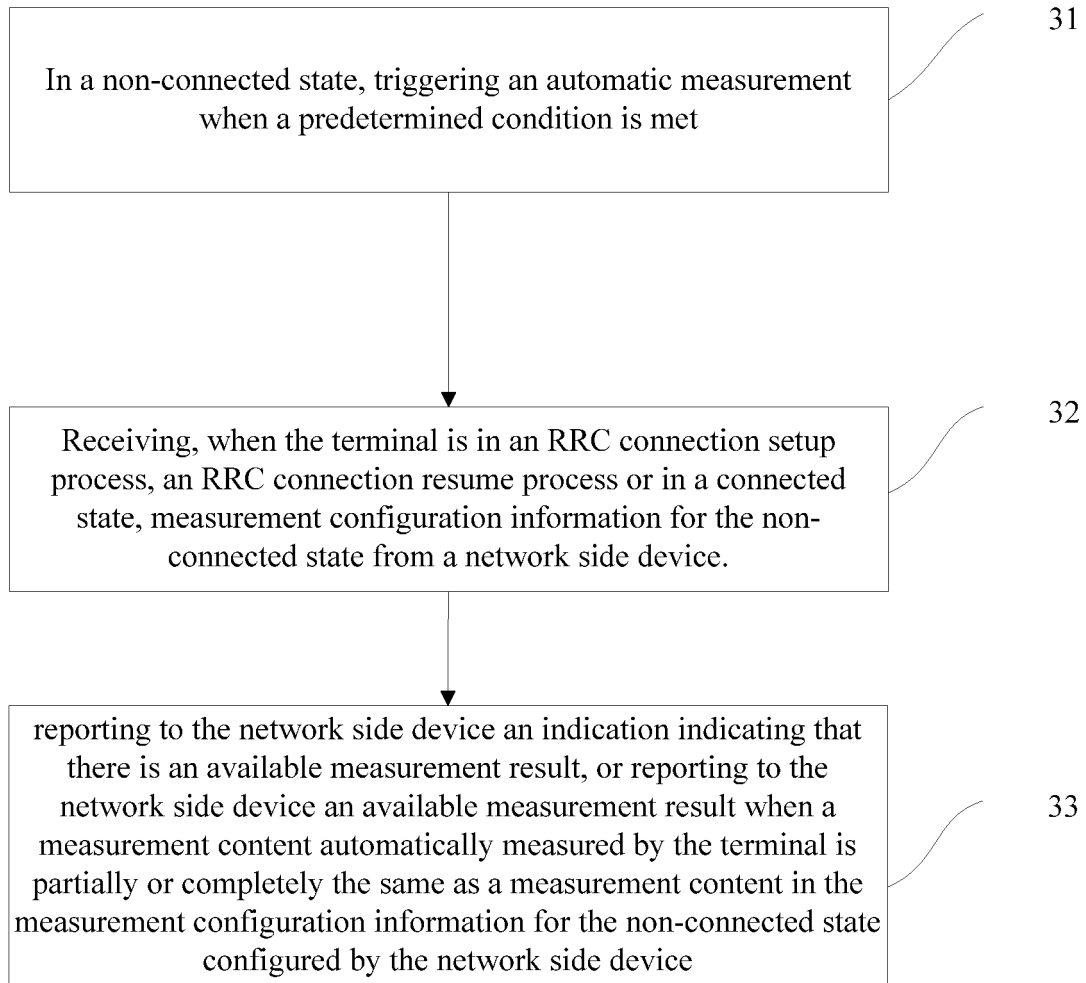 31
In a non-connected state, triggering an automatic measurement
when a predetermined condition is met
32
Receiving, when the terminal is in an RRC connection setup
process, an RRC connection resume process or in a connected
state, measurement configuration information for the non-
connected state from a network side device.
33
reporting to the network side device an indication indicating that
there is an available measurement result, or reporting to the
network side device an available measurement result when a
measurement content automatically measured by the terminal is
partially or completely the same as a measurement content in the
measurement configuration information for the non-connected state
configured by the network side device